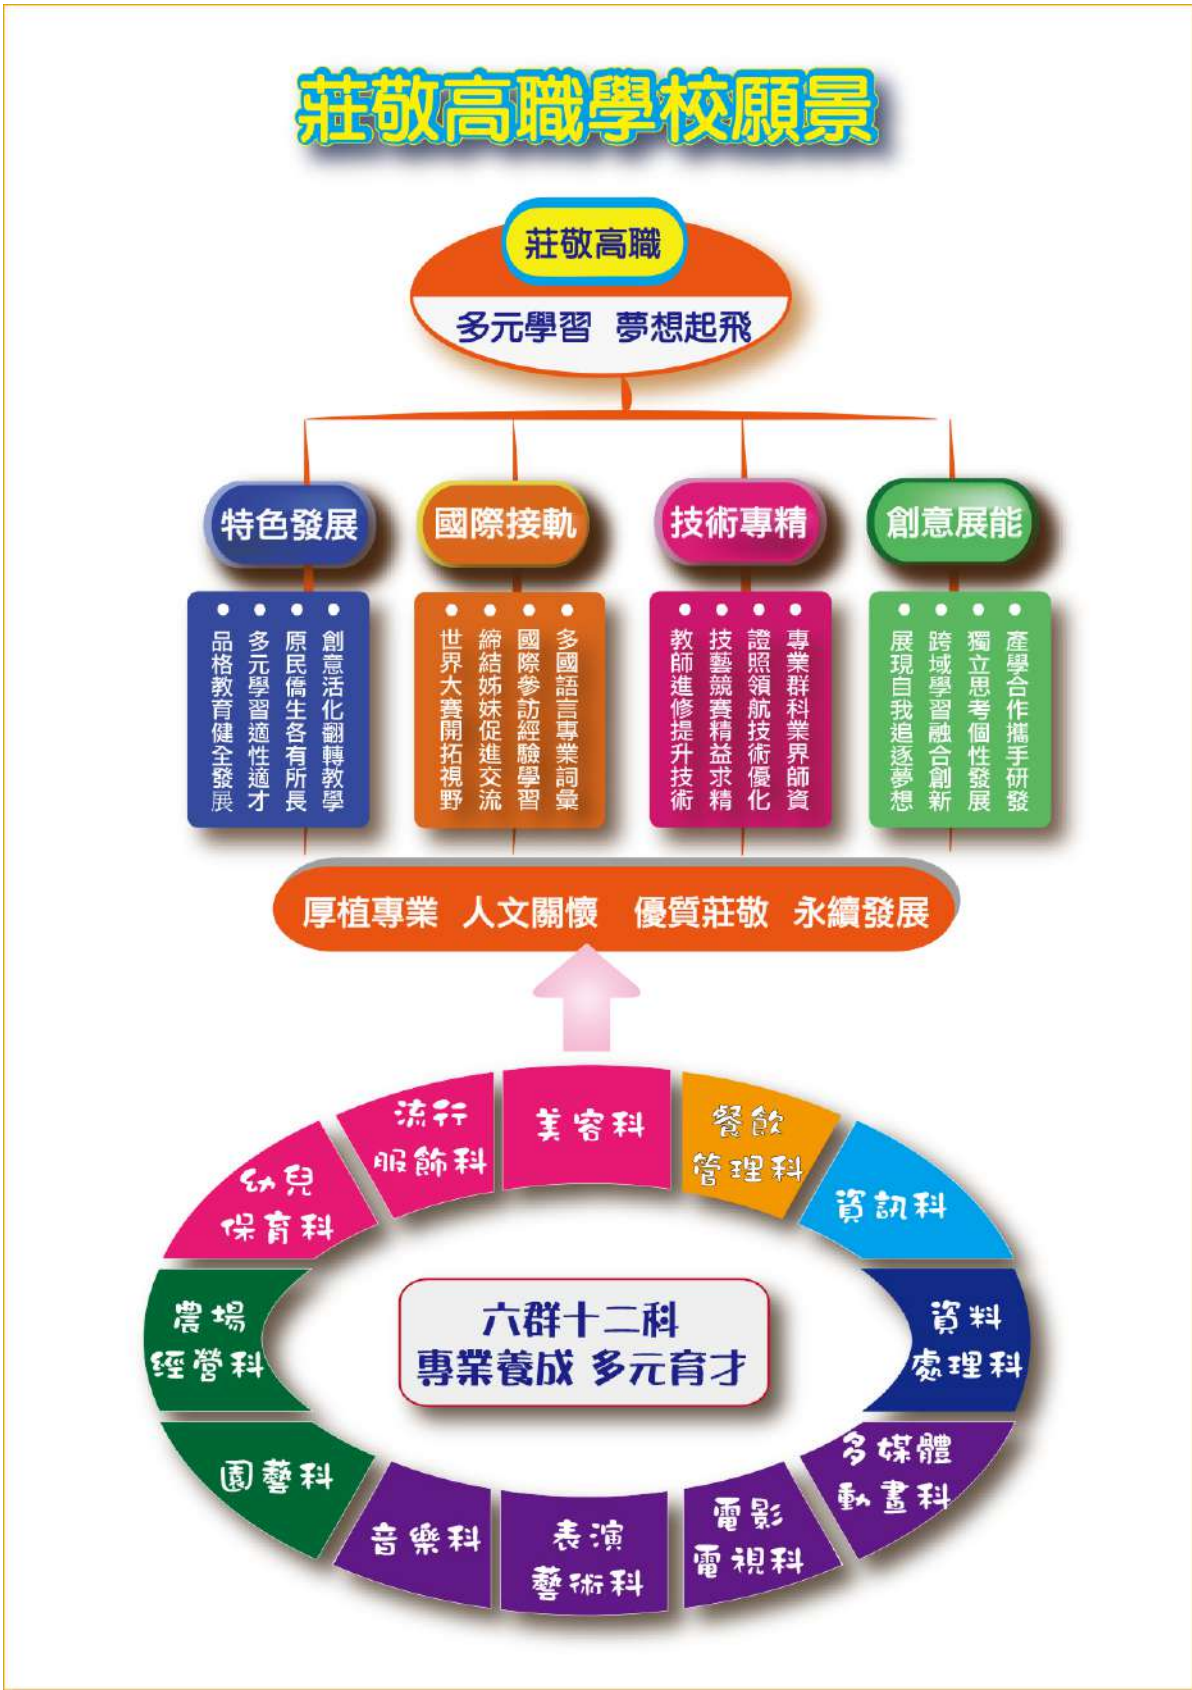 莊敬高職學校願景
莊敬高職
多元學習 夢想起飛
特色發展
國際接軌
技術專精
創意展能
• 品格教育健全發展
• 多元學習適性適才
• 原民僑生各有所長
• 創意活化翻轉教學
• 世界大賽開拓視野
• 締結姊妹促進交流
• 國際參訪經驗學習
• 多國語言專業詞彙
• 教師進修提升技術
• 技藝競賽精益求精
• 證照領航技術優化
• 專業群科業界師資
• 展現自我追逐夢想
• 跨域學習融合創新
• 獨立思考個性發展
• 產學合作攜手研發
厚植專業 人文關懷 優質莊敬 永續發展
美容科
餐飲
管理科
資訊科
資料
處理科
多媒體
動畫科
電影
電視科
表演
藝術科
音樂科
園藝科
農場
經營科
幼兒
保育科
流行
服飾科
六群十二科
專業養成 多元育才